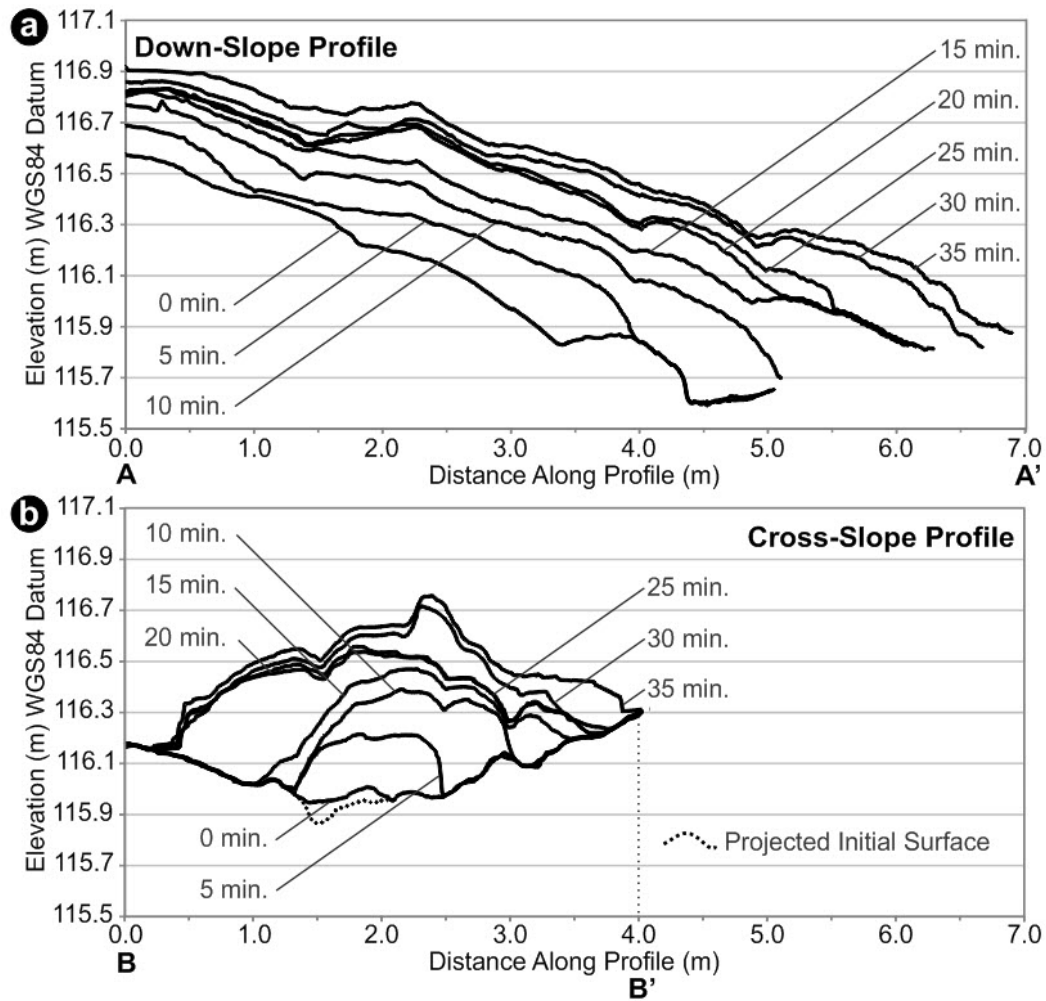 a
Down-Slope Profile
Elevation (m) WGS84 Datum
117.1
116.9
116.7
116.5
116.3
116.1
115.9
115.7
115.5
15 min.
20 min.
25 min.
30 min.
35 min.
0 min.
5 min.
10 min.
0.0 1.0 2.0 3.0 4.0 5.0 6.0 7.0
A Distance Along Profile (m) A’
b
Cross-Slope Profile
Elevation (m) WGS84 Datum
117.1
116.9
116.7
116.5
116.3
116.1
115.9
115.7
115.5
10 min.
15 min.
20 min.
25 min.
30 min.
35 min.
0 min.
5 min.
Projected Initial Surface
0.0 1.0 2.0 3.0 4.0 5.0 6.0 7.0
B Distance Along Profile (m)
B’